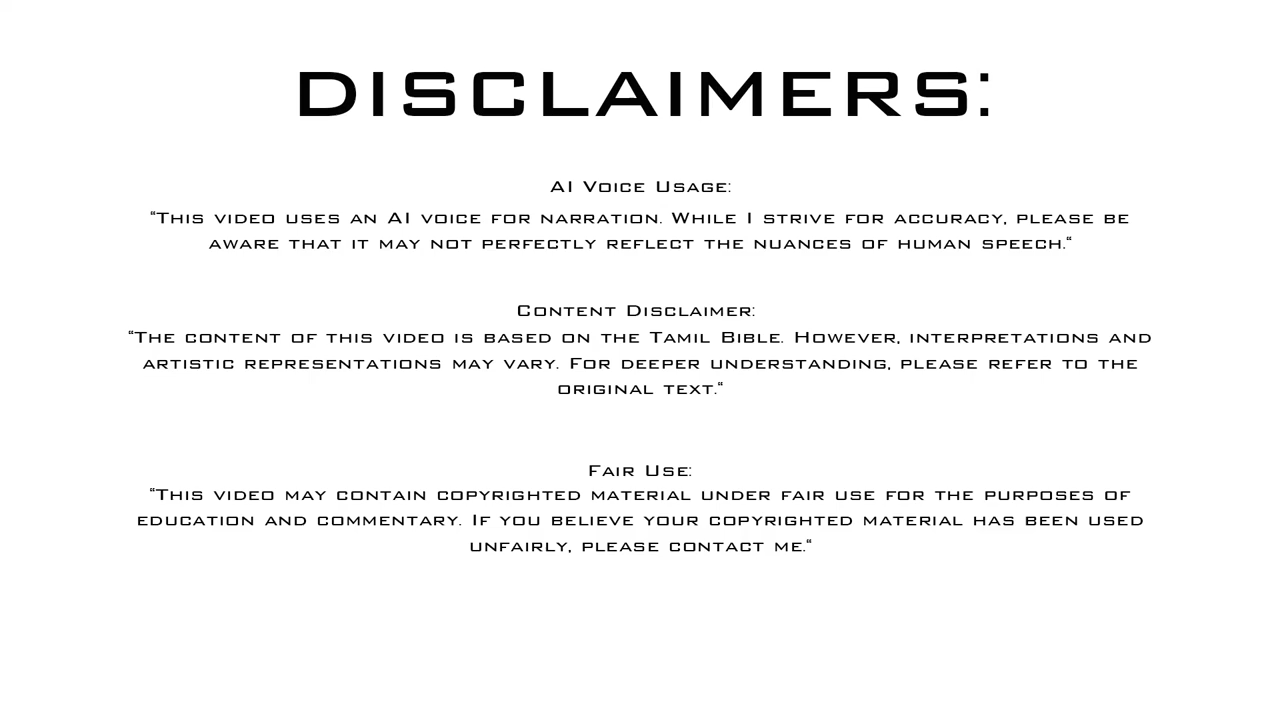 DISCLAIMERS:
AI Voice Usage:
“This video uses an AI voice for narration. While I strive for accuracy, please be
aware that it may not perfectly reflect the nuances of human speech.“
Content Disclaimer:
“The content of this video is based on the Tamil Bible. However, interpretations and
artistic representations may vary. For deeper understanding, please refer to the
original text.“
Fair Use:
“This video may contain copyrighted material under fair use for the purposes of
education and commentary. If you believe your copyrighted material has been used
unfairly, please contact me.“